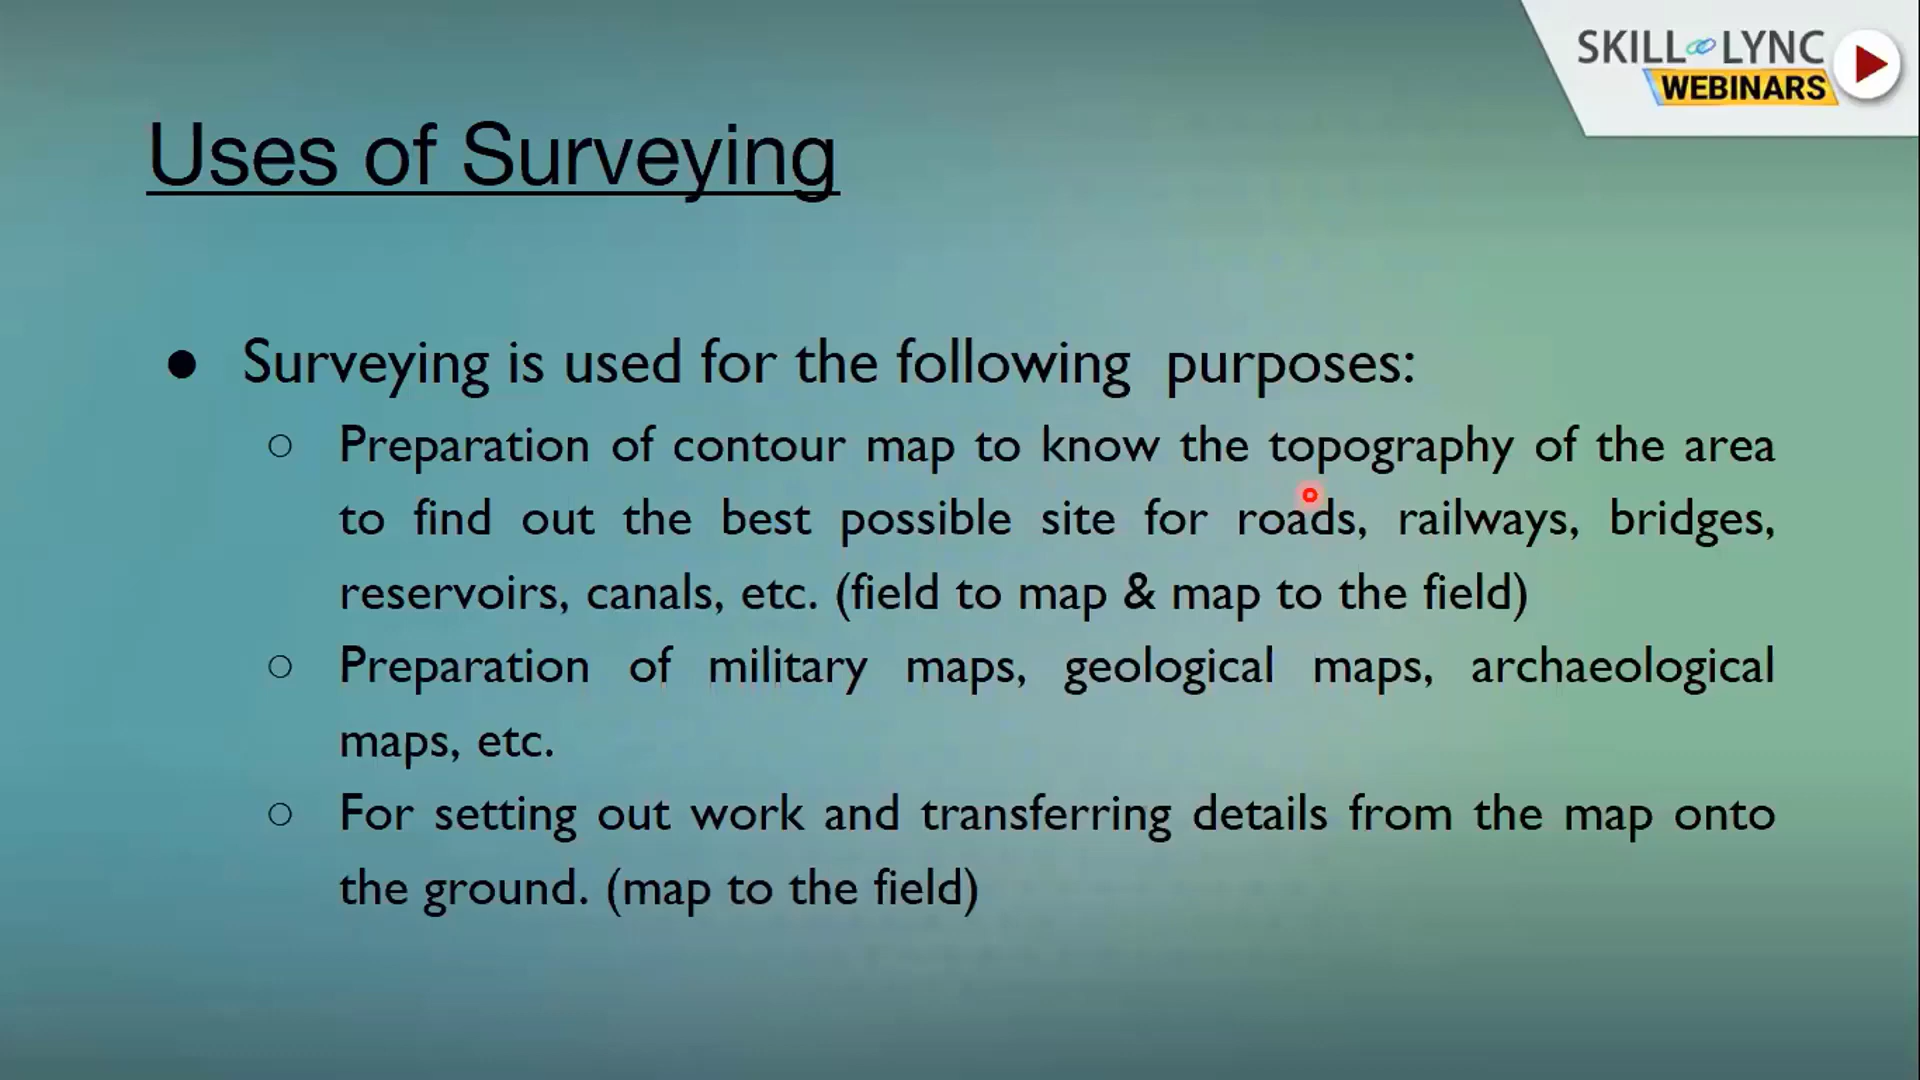 SKILL LYNC
WEBINARS
Uses of Surveying
● Surveying is used for the following purposes:
○ Preparation of contour map to know the topography of the area
to find out the best possible site for roads, railways, bridges,
reservoirs, canals, etc. (field to map & map to the field)
○ Preparation of military maps, geological maps, archaeological
maps, etc.
○ For setting out work and transferring details from the map onto
the ground. (map to the field)